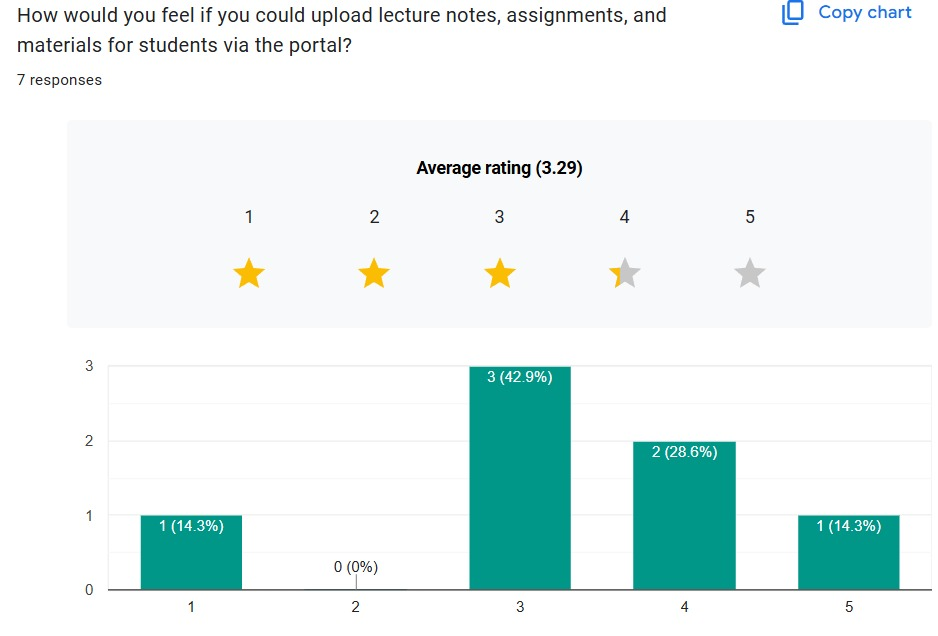 How would you feel if you could upload lecture notes, assignments, and
materials for students via the portal?
Copy chart
7 responses
Average rating (3.29)
1 2 3 4 5
3
2
1
0
1 (14.3%)
0 (0%)
3 (42.9%)
2 (28.6%)
1 (14.3%)
1 2 3 4 5